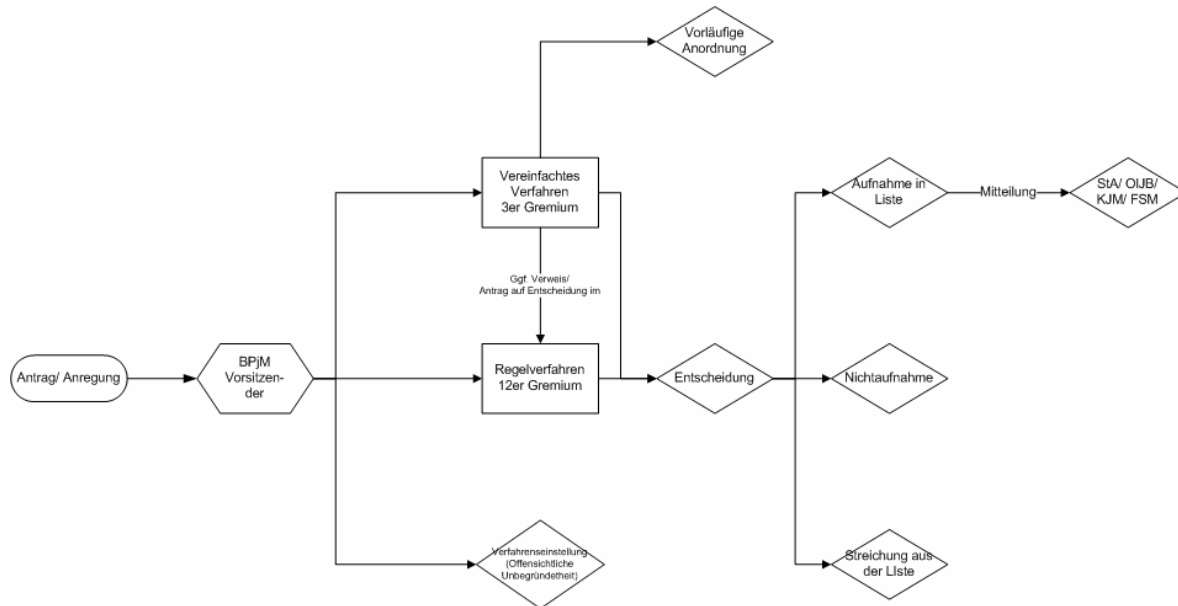 Vorläufige
Anordnung
Vereinfachtes
Verfahren
3er Gremium
Aufnahme in
Liste
Mitteilung
StA/ OlJB/
KJM/ FSM
Ggf. Verweis/
Antrag auf Entscheidung im
Antrag/ Anregung
BPjM
Vorsitzen-
der
Regelverfahren
12er Gremium
Entscheidung
Nichtaufnahme
Verfahrenseinstellung
(Offensichtliche
Unbegründetheit)
Streichung aus
der LIste